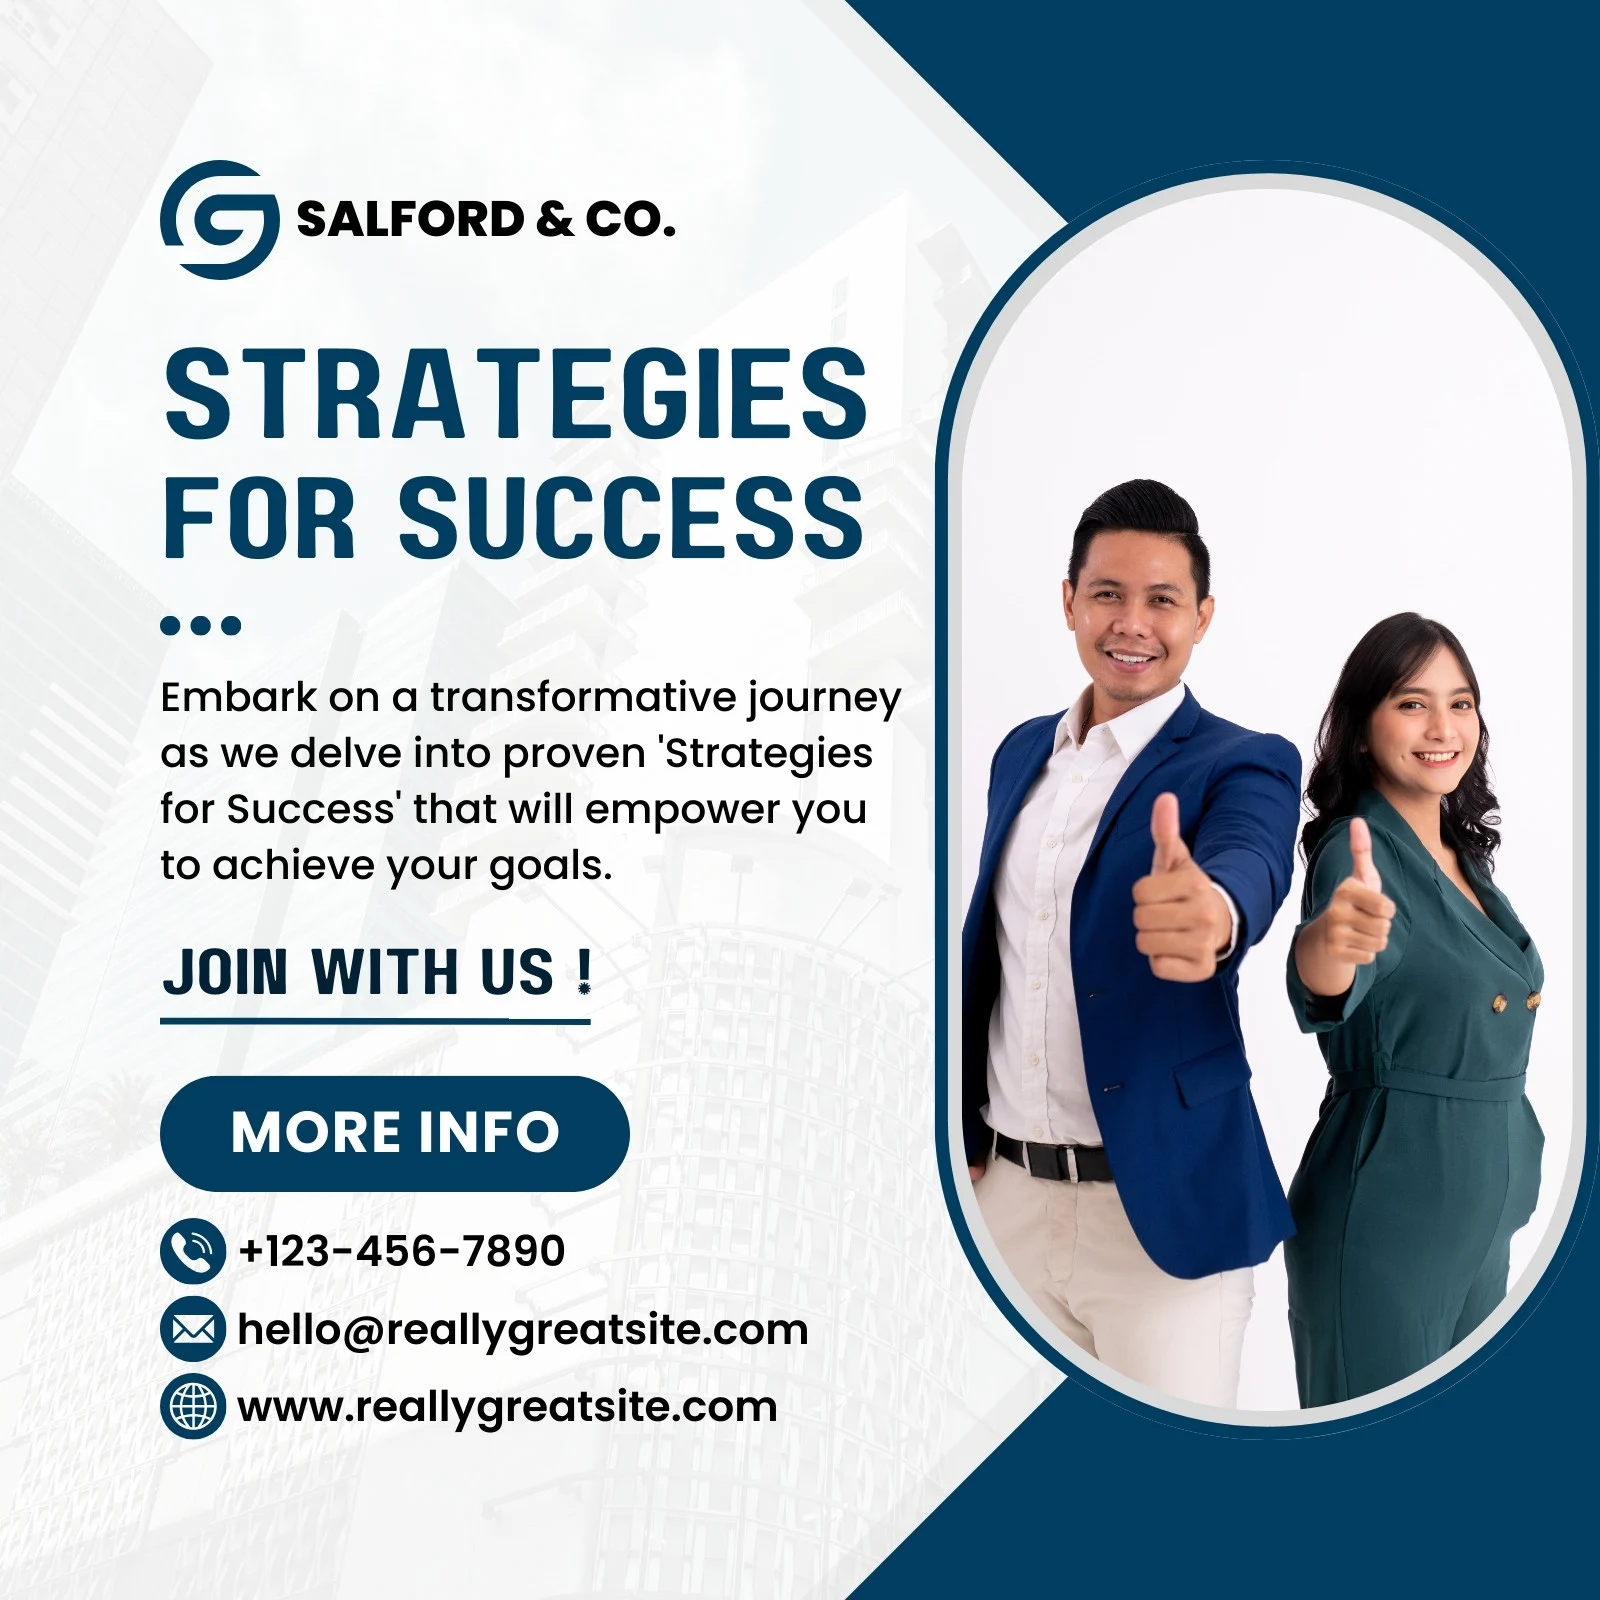 SALFORD & CO.
STRATEGIES
FOR SUCCESS
Embark on a transformative journey
as we delve into proven 'Strategies
for Success' that will empower you
to achieve your goals.
JOIN WITH US !
MORE INFO
+123-456-7890
hello@reallygreatsite.com
www.reallygreatsite.com